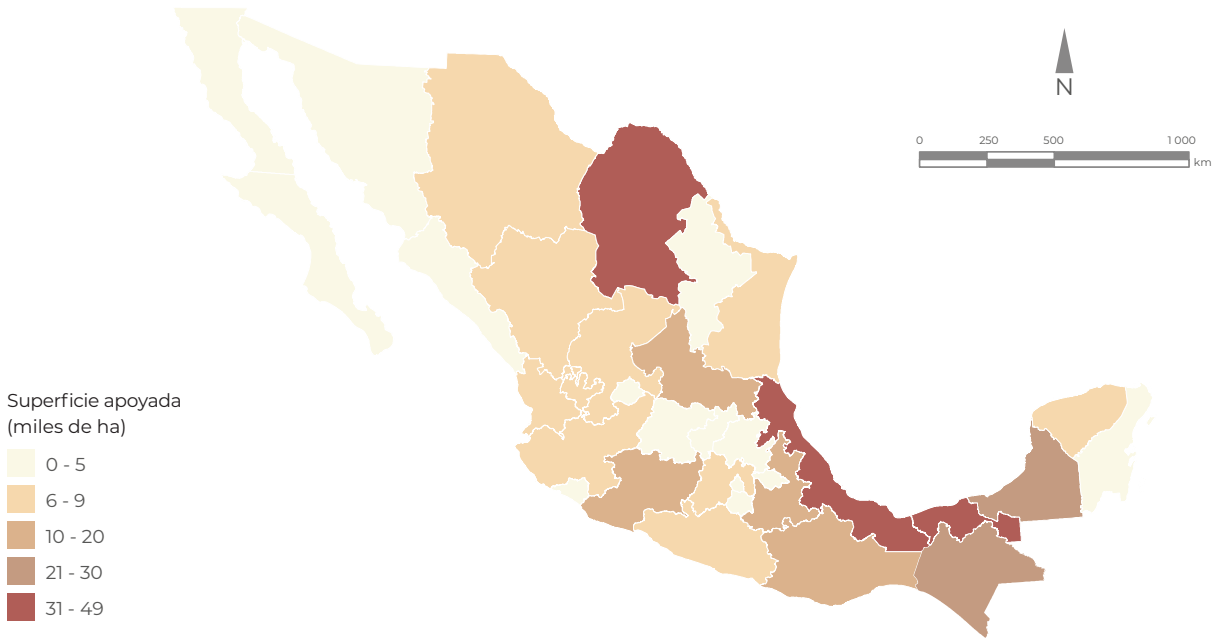 N
0 250 500 1 000
km
Superficie apoyada
(miles de ha)
0 - 5
6 - 9
10 - 20
21 - 30
31 - 49